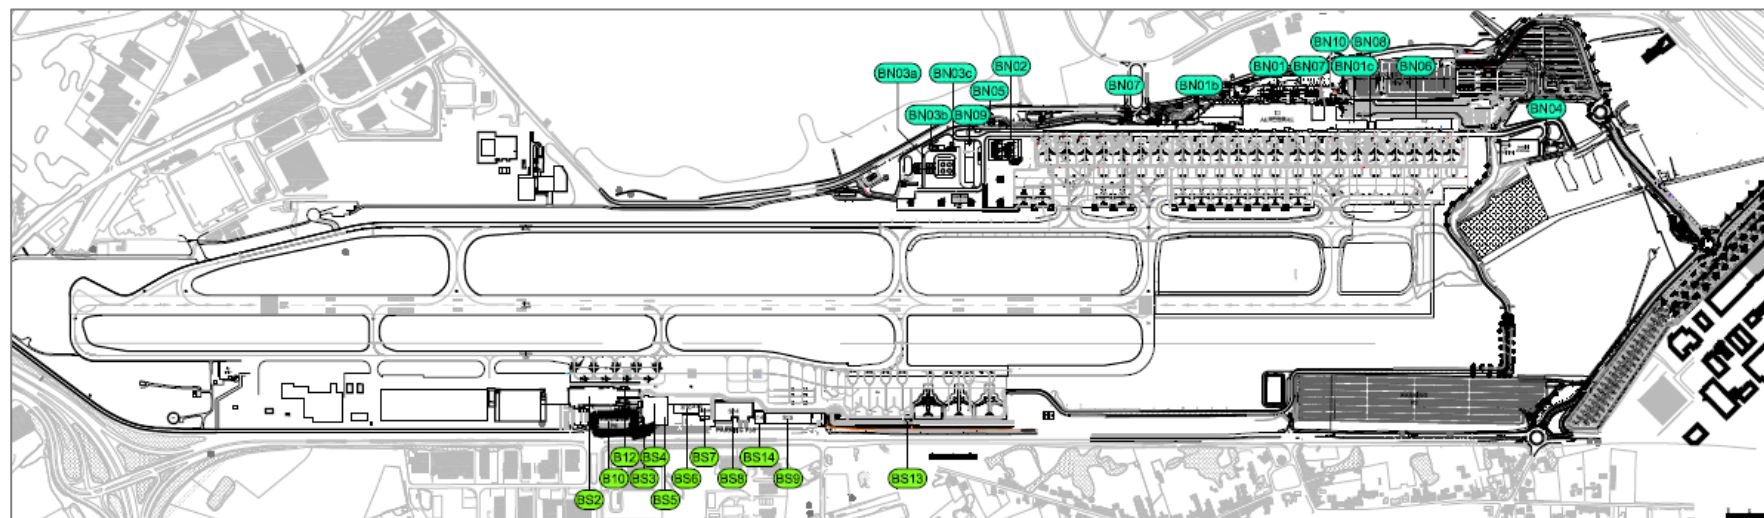 BN10 BN08
BN03a BN03c BN02 BN01 BN07 BN01c BN06
BN05 BN07 BN01b
BN03b BN09 BN04
B12 BS4 BS7 BS14
B10 BS3 BS6 BS8 BS9 BS13
BS2 BS5